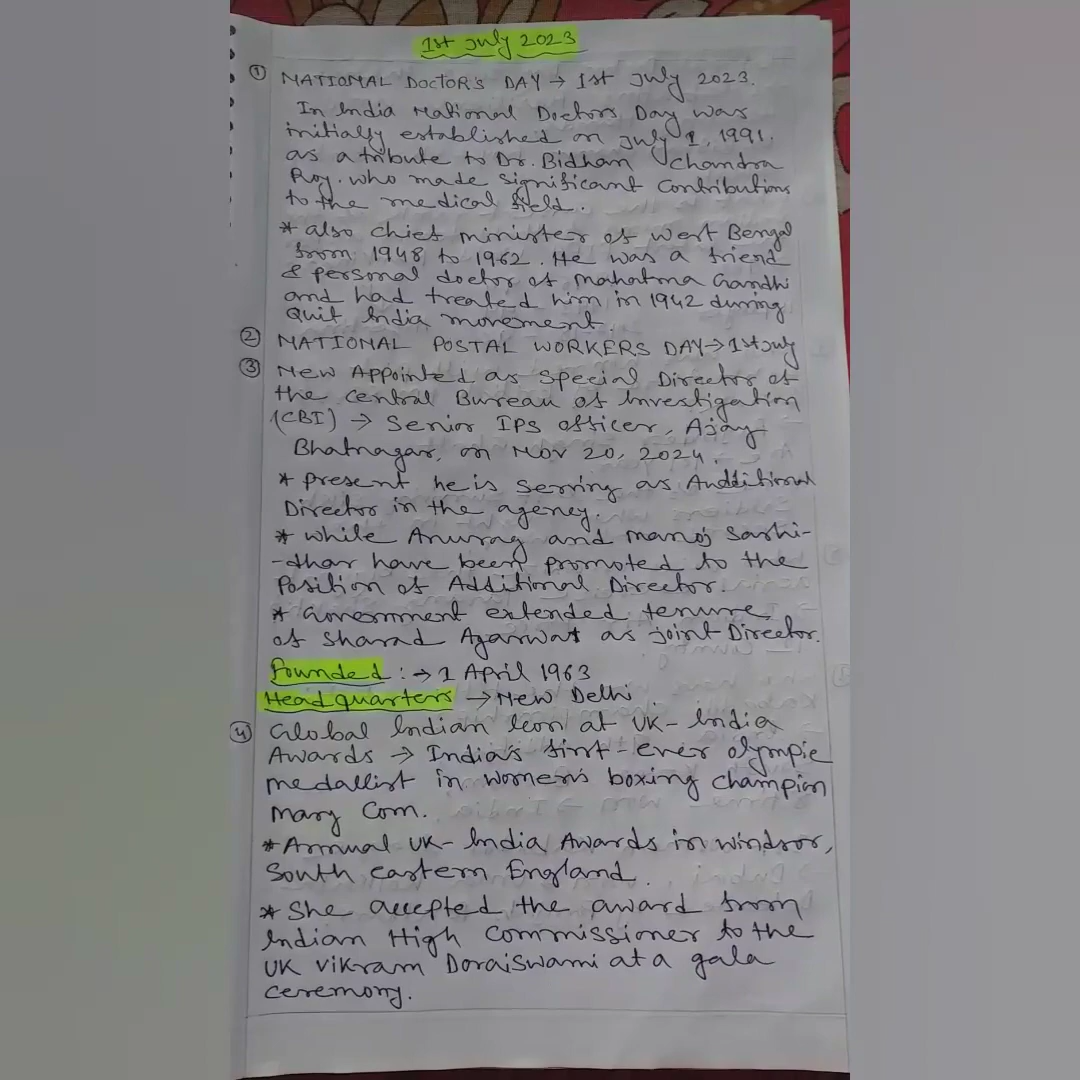 1st July 2023
① NATIONAL DOCTOR'S DAY → 1st July 2023.
In India National Doctors Day was
initially established on July 1, 1991.
as a tribute to Dr. Bidhan Chandra
Roy. who made significant contributions
to the medical field.
* also chief minister of West Bengal
from 1948 to 1962. He was a friend
& personal doctor of Mahatma Gandhi
and had treated him in 1942 during
Quit India movement.
② NATIONAL POSTAL WORKERS DAY → 1st July
③ New Appointed as Special Director of
the Central Bureau of Investigation
(CBI) → Senior IPS officer, Ajay
Bhatnagar, on Nov 20, 2024.
* present he is serving as Audditional
Director in the agency.
* while Anurag and manoj Sashi-
-dhar have been promoted to the
Position of Additional Director.
* Government extended tenure
of Sharad Agarwal as joint Director.
Founded : → 1 April 1963
Headquarters → New Delhi
④ Global Indian Icon at UK- India
Awards → India's first-ever olympic
medallist in women's boxing champion
Mary Com.
* Annual UK- India Awards in windsor,
South eastern England.
* She accepted the award from
Indian High Commissioner to the
UK Vikram Doraiswami at a gala
ceremony.